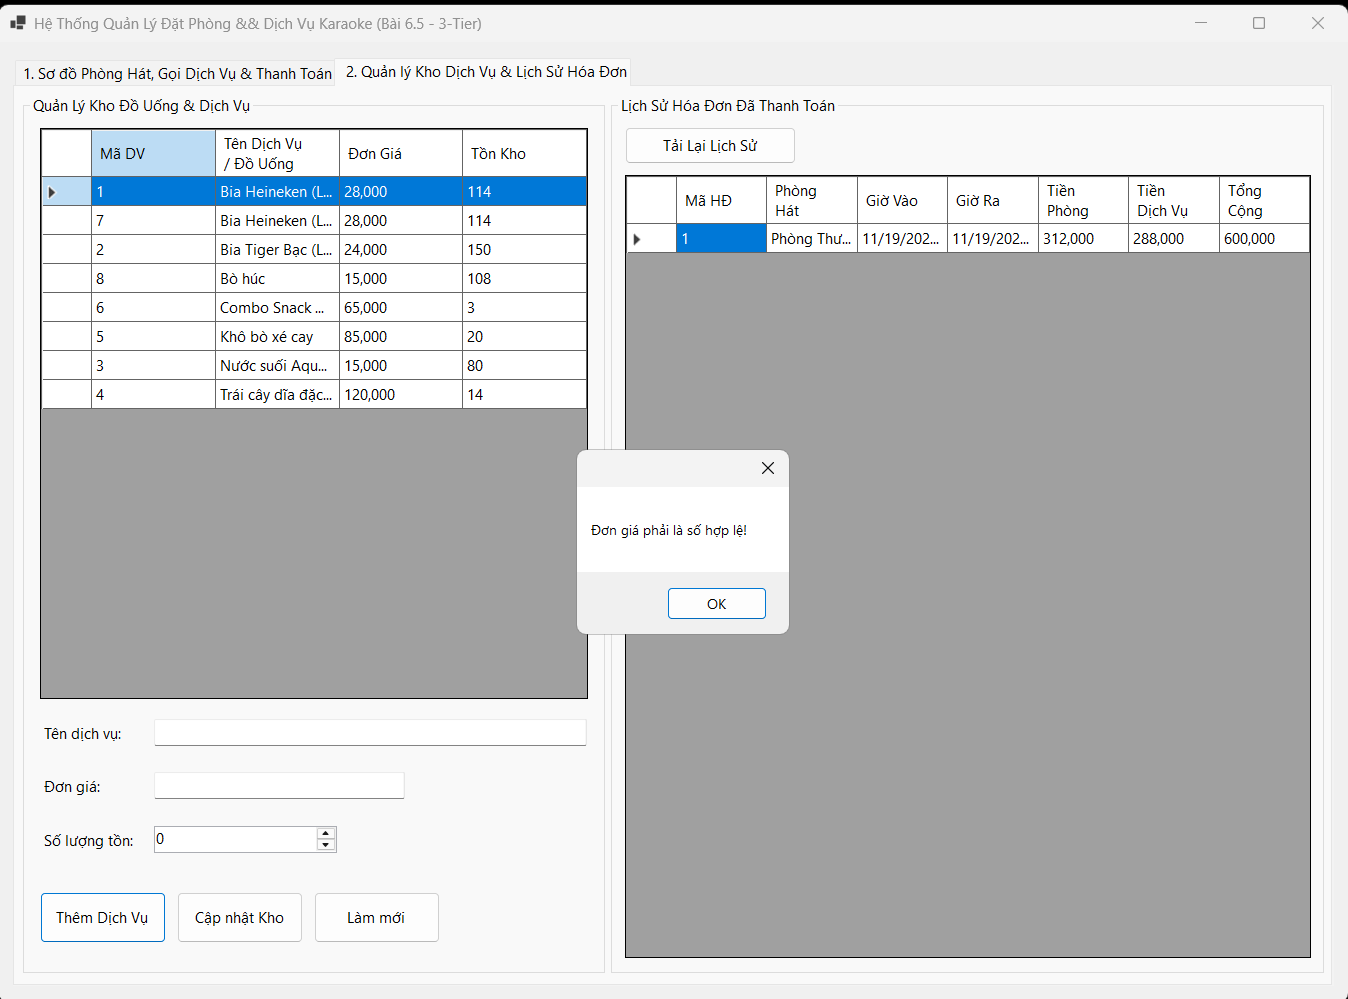 Hệ Thống Quản Lý Đặt Phòng && Dịch Vụ Karaoke (Bài 6.5 - 3-Tier)
1. Sơ đồ Phòng Hát, Gọi Dịch Vụ & Thanh Toán
2. Quản lý Kho Dịch Vụ & Lịch Sử Hóa Đơn
Quản Lý Kho Đồ Uống & Dịch Vụ
Mã DV
Tên Dịch Vụ
/ Đồ Uống
Đơn Giá
Tồn Kho
1 Bia Heineken (L... 28,000 114
7 Bia Heineken (L... 28,000 114
2 Bia Tiger Bạc (L... 24,000 150
8 Bò húc 15,000 108
6 Combo Snack ... 65,000 3
5 Khô bò xé cay 85,000 20
3 Nước suối Aqu... 15,000 80
4 Trái cây dĩa đặc... 120,000 14
Tên dịch vụ:
Đơn giá:
Số lượng tồn: 0
Thêm Dịch Vụ
Cập nhật Kho
Làm mới
Lịch Sử Hóa Đơn Đã Thanh Toán
Tải Lại Lịch Sử
Mã HĐ
Phòng
Hát
Giờ Vào
Giờ Ra
Tiền
Phòng
Tiền
Dịch Vụ
Tổng
Cộng
1 Phòng Thư... 11/19/202... 11/19/202... 312,000 288,000 600,000
Đơn giá phải là số hợp lệ!
OK